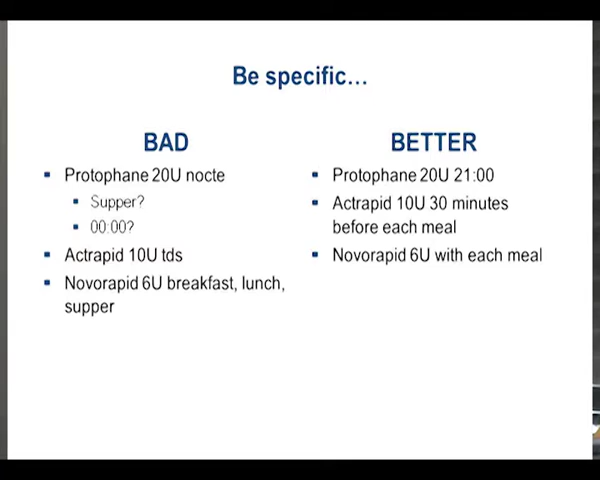 Be specific...
BAD
Protophane 20U nocte
Supper?
00:00?
Actrapid 10U tds
Novorapid 6U breakfast, lunch,
supper
BETTER
Protophane 20U 21:00
Actrapid 10U 30 minutes
before each meal
Novorapid 6U with each meal